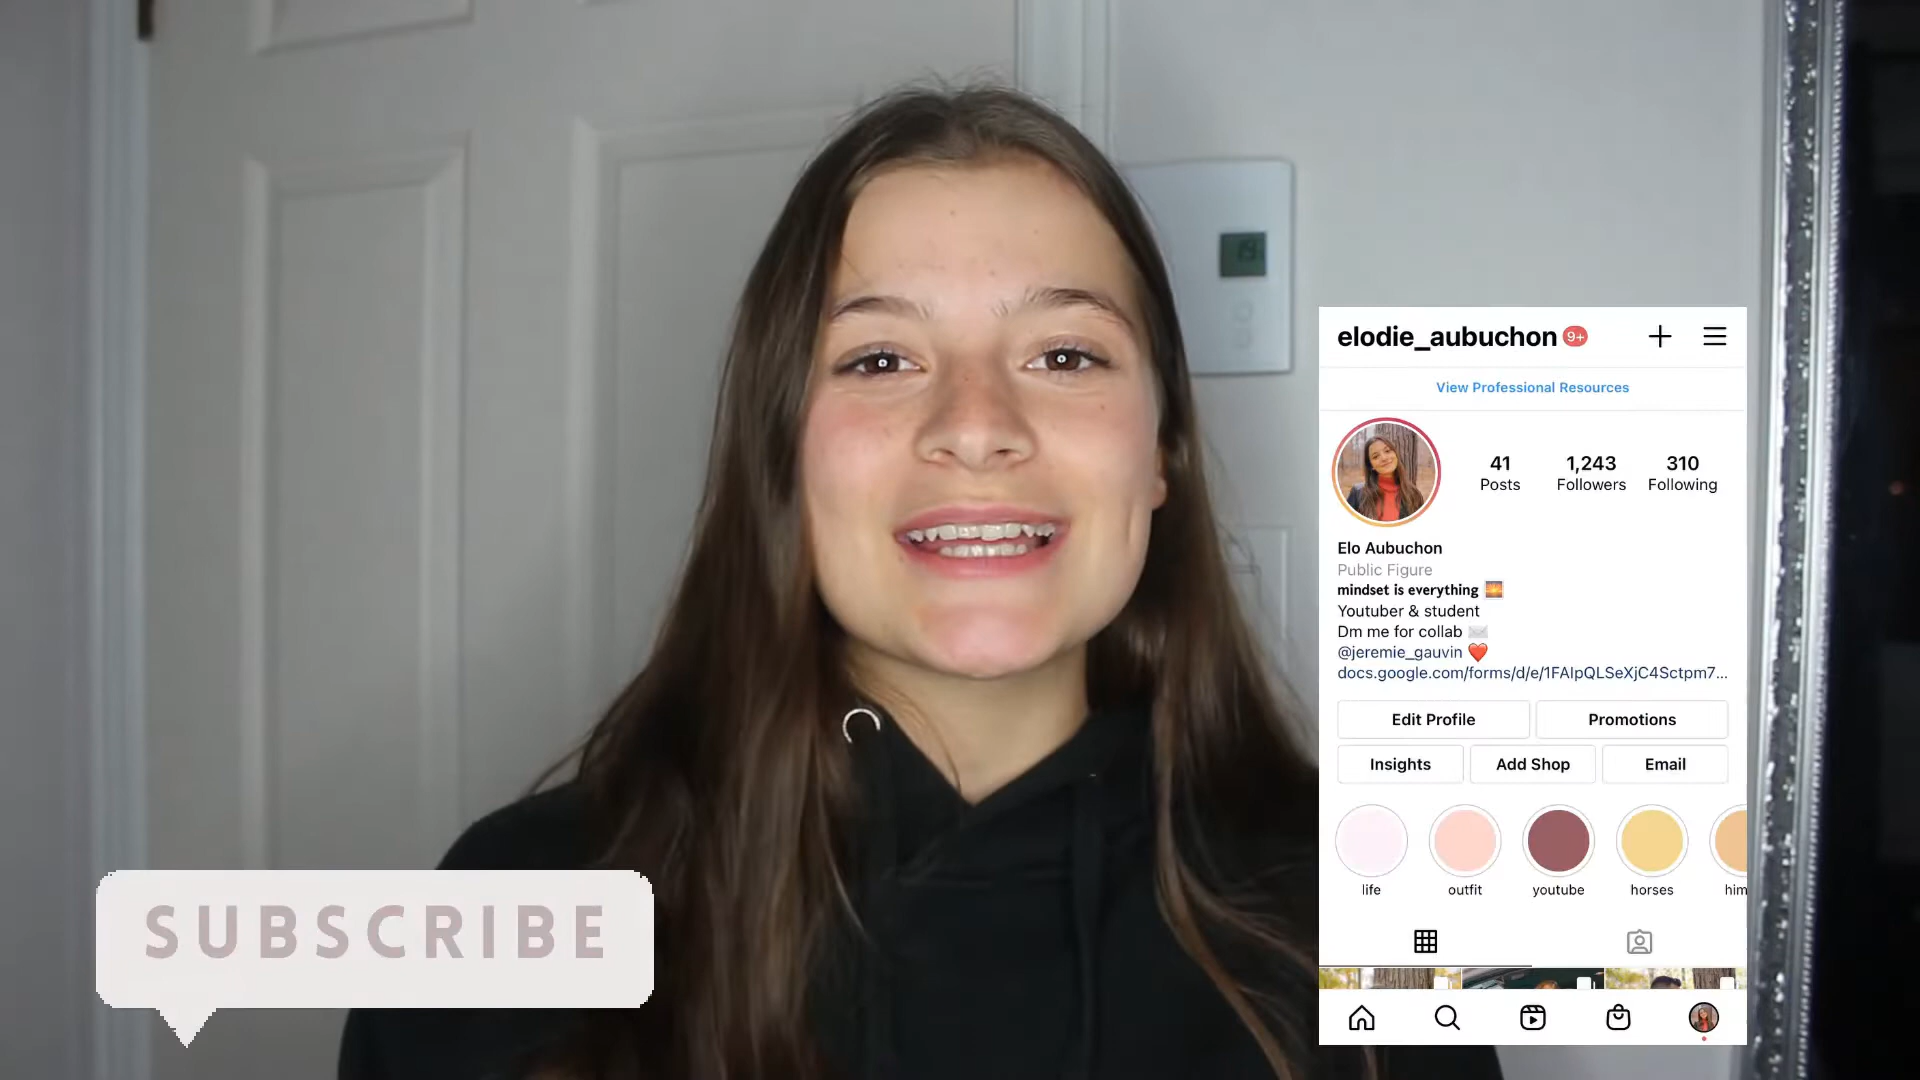 elodie_aubuchon 9+
View Professional Resources
41 1,243 310
Posts Followers Following
Elo Aubuchon
Public Figure
mindset is everything 🌅
Youtuber & student
Dm me for collab ✉️
@jeremie_gauvin ❤️
docs.google.com/forms/d/e/1FAIpQLSeXjC4Sctpm7...
Edit Profile Promotions
Insights Add Shop Email
life outfit youtube horses him
SUBSCRIBE